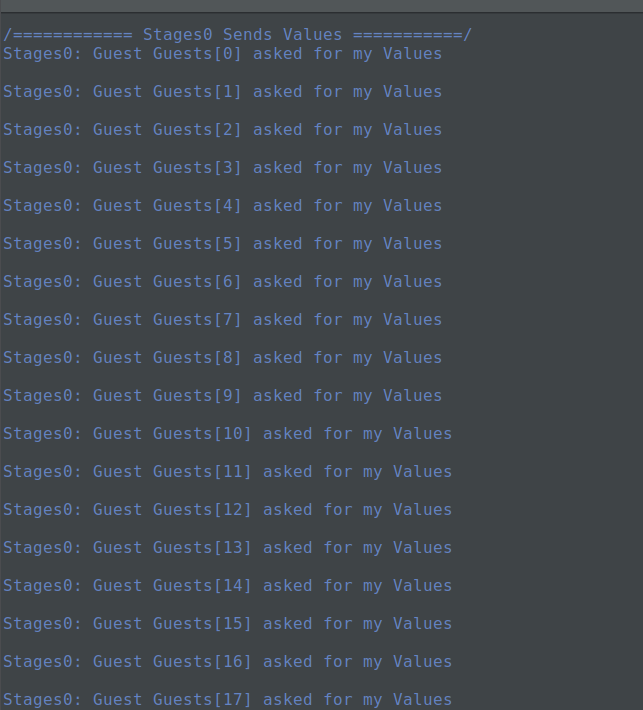 /============ Stages0 Sends Values ===========/
Stages0: Guest Guests[0] asked for my Values
Stages0: Guest Guests[1] asked for my Values
Stages0: Guest Guests[2] asked for my Values
Stages0: Guest Guests[3] asked for my Values
Stages0: Guest Guests[4] asked for my Values
Stages0: Guest Guests[5] asked for my Values
Stages0: Guest Guests[6] asked for my Values
Stages0: Guest Guests[7] asked for my Values
Stages0: Guest Guests[8] asked for my Values
Stages0: Guest Guests[9] asked for my Values
Stages0: Guest Guests[10] asked for my Values
Stages0: Guest Guests[11] asked for my Values
Stages0: Guest Guests[12] asked for my Values
Stages0: Guest Guests[13] asked for my Values
Stages0: Guest Guests[14] asked for my Values
Stages0: Guest Guests[15] asked for my Values
Stages0: Guest Guests[16] asked for my Values
Stages0: Guest Guests[17] asked for my Values